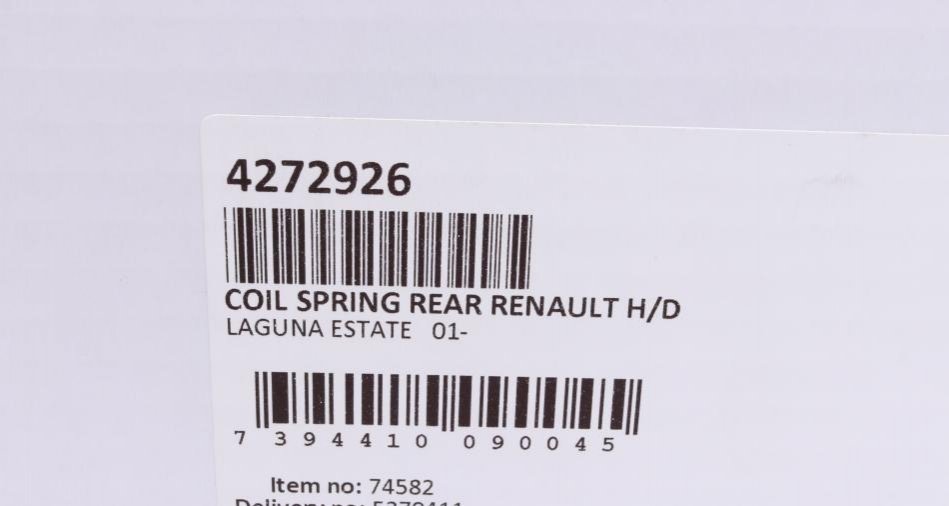 4272926
COIL SPRING REAR RENAULT H/D
LAGUNA ESTATE 01-
7 394410 090045
Item no: 74582